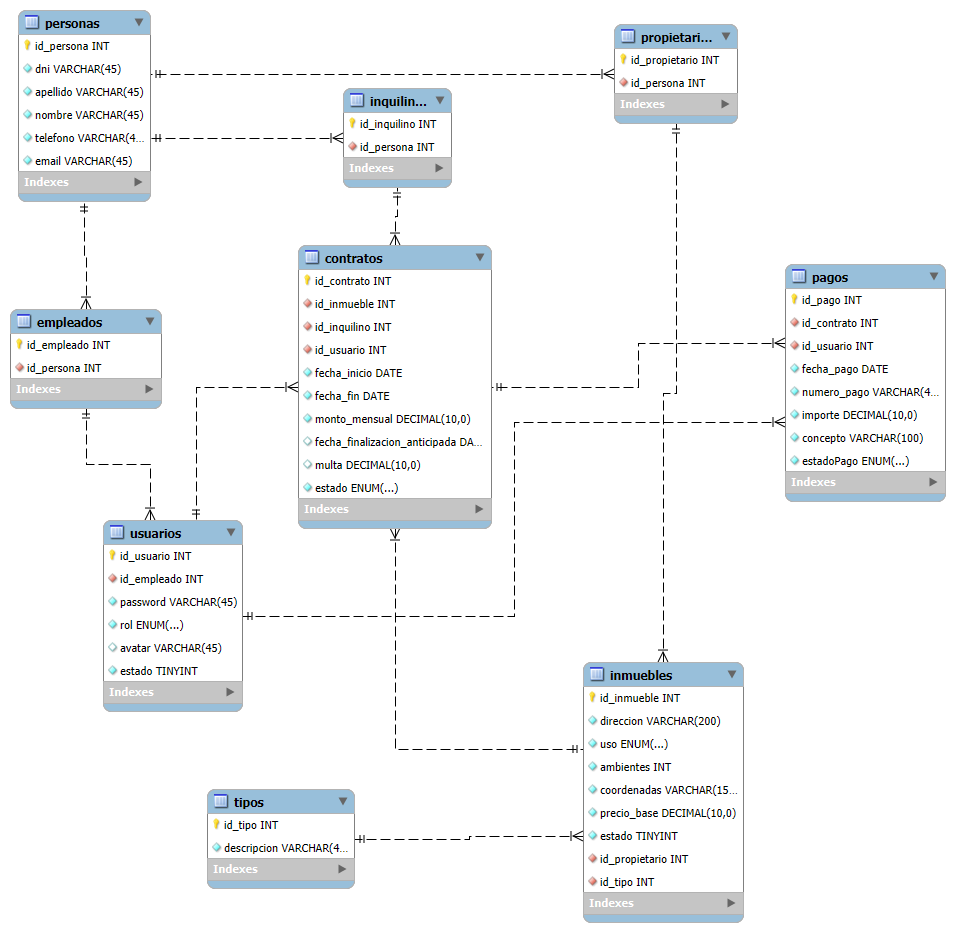 personas
id_persona INT
dni VARCHAR(45)
apellido VARCHAR(45)
nombre VARCHAR(45)
telefono VARCHAR(4...
email VARCHAR(45)
Indexes
propietari...
id_propietario INT
id_persona INT
Indexes
inquilin...
id_inquilino INT
id_persona INT
Indexes
contratos
id_contrato INT
id_inmueble INT
id_inquilino INT
id_usuario INT
fecha_inicio DATE
fecha_fin DATE
monto_mensual DECIMAL(10,0)
fecha_finalizacion_anticipada DA...
multa DECIMAL(10,0)
estado ENUM(...)
Indexes
pagos
id_pago INT
id_contrato INT
id_usuario INT
fecha_pago DATE
numero_pago VARCHAR(4...
importe DECIMAL(10,0)
concepto VARCHAR(100)
estadoPago ENUM(...)
Indexes
empleados
id_empleado INT
id_persona INT
Indexes
usuarios
id_usuario INT
id_empleado INT
password VARCHAR(45)
rol ENUM(...)
avatar VARCHAR(45)
estado TINYINT
Indexes
inmuebles
id_inmueble INT
direccion VARCHAR(200)
uso ENUM(...)
ambientes INT
coordenadas VARCHAR(15...
precio_base DECIMAL(10,0)
estado TINYINT
id_propietario INT
id_tipo INT
Indexes
tipos
id_tipo INT
descripcion VARCHAR(4...
Indexes